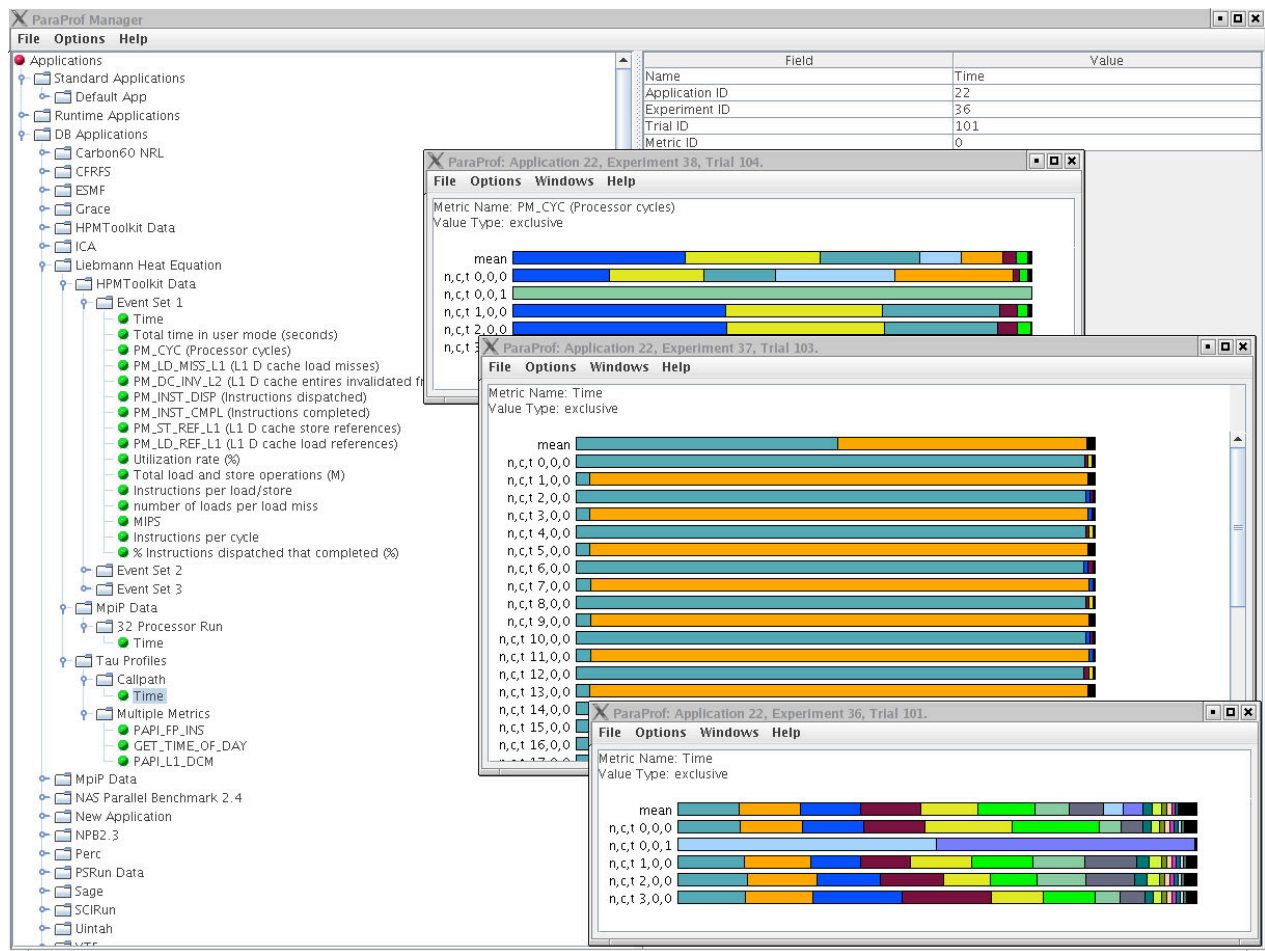 ParaProf Manager
File Options Help
Applications
Standard Applications
Default App
Runtime Applications
DB Applications
Carbon60 NRL
CFRFS
ESMF
Grace
HPMToolkit Data
ICA
Liebmann Heat Equation
HPMToolkit Data
Event Set 1
Time
Total time in user mode (seconds)
PM_CYC (Processor cycles)
PM_LD_MISS_L1 (L1 D cache load misses)
PM_DC_INV_L2 (L1 D cache entires invalidated f
PM_INST_DISP (Instructions dispatched)
PM_INST_CMPL (Instructions completed)
PM_ST_REF_L1 (L1 D cache store references)
PM_LD_REF_L1 (L1 D cache load references)
Utilization rate (%)
Total load and store operations (M)
Instructions per load/store
number of loads per load miss
MIPS
Instructions per cycle
% Instructions dispatched that completed (%)
Event Set 2
Event Set 3
MpiP Data
32 Processor Run
Time
Tau Profiles
Callpath
Time
Multiple Metrics
PAPI_FP_INS
GET_TIME_OF_DAY
PAPI_L1_DCM
MpiP Data
NAS Parallel Benchmark 2.4
New Application
NPB2.3
Perc
PSRun Data
Sage
SCIRun
Uintah
Field Value
Name Time
Application ID 22
Experiment ID 36
Trial ID 101
Metric ID 0
ParaProf: Application 22, Experiment 38, Trial 104.
File Options Windows Help
Metric Name: PM_CYC (Processor cycles)
Value Type: exclusive
mean
n,c,t 0,0,0
n,c,t 0,0,1
n,c,t 1,0,0
n,c,t 2,0,0
n,c,t 3
ParaProf: Application 22, Experiment 37, Trial 103.
File Options Windows Help
Metric Name: Time
Value Type: exclusive
mean
n,c,t 0,0,0
n,c,t 1,0,0
n,c,t 2,0,0
n,c,t 3,0,0
n,c,t 4,0,0
n,c,t 5,0,0
n,c,t 6,0,0
n,c,t 7,0,0
n,c,t 8,0,0
n,c,t 9,0,0
n,c,t 10,0,0
n,c,t 11,0,0
n,c,t 12,0,0
n,c,t 13,0,0
n,c,t 14,0,0
n,c,t 15,0,0
n,c,t 16,0,0
n,c,t 17,0,0
ParaProf: Application 22, Experiment 36, Trial 101.
File Options Windows Help
Metric Name: Time
Value Type: exclusive
mean
n,c,t 0,0,0
n,c,t 0,0,1
n,c,t 1,0,0
n,c,t 2,0,0
n,c,t 3,0,0